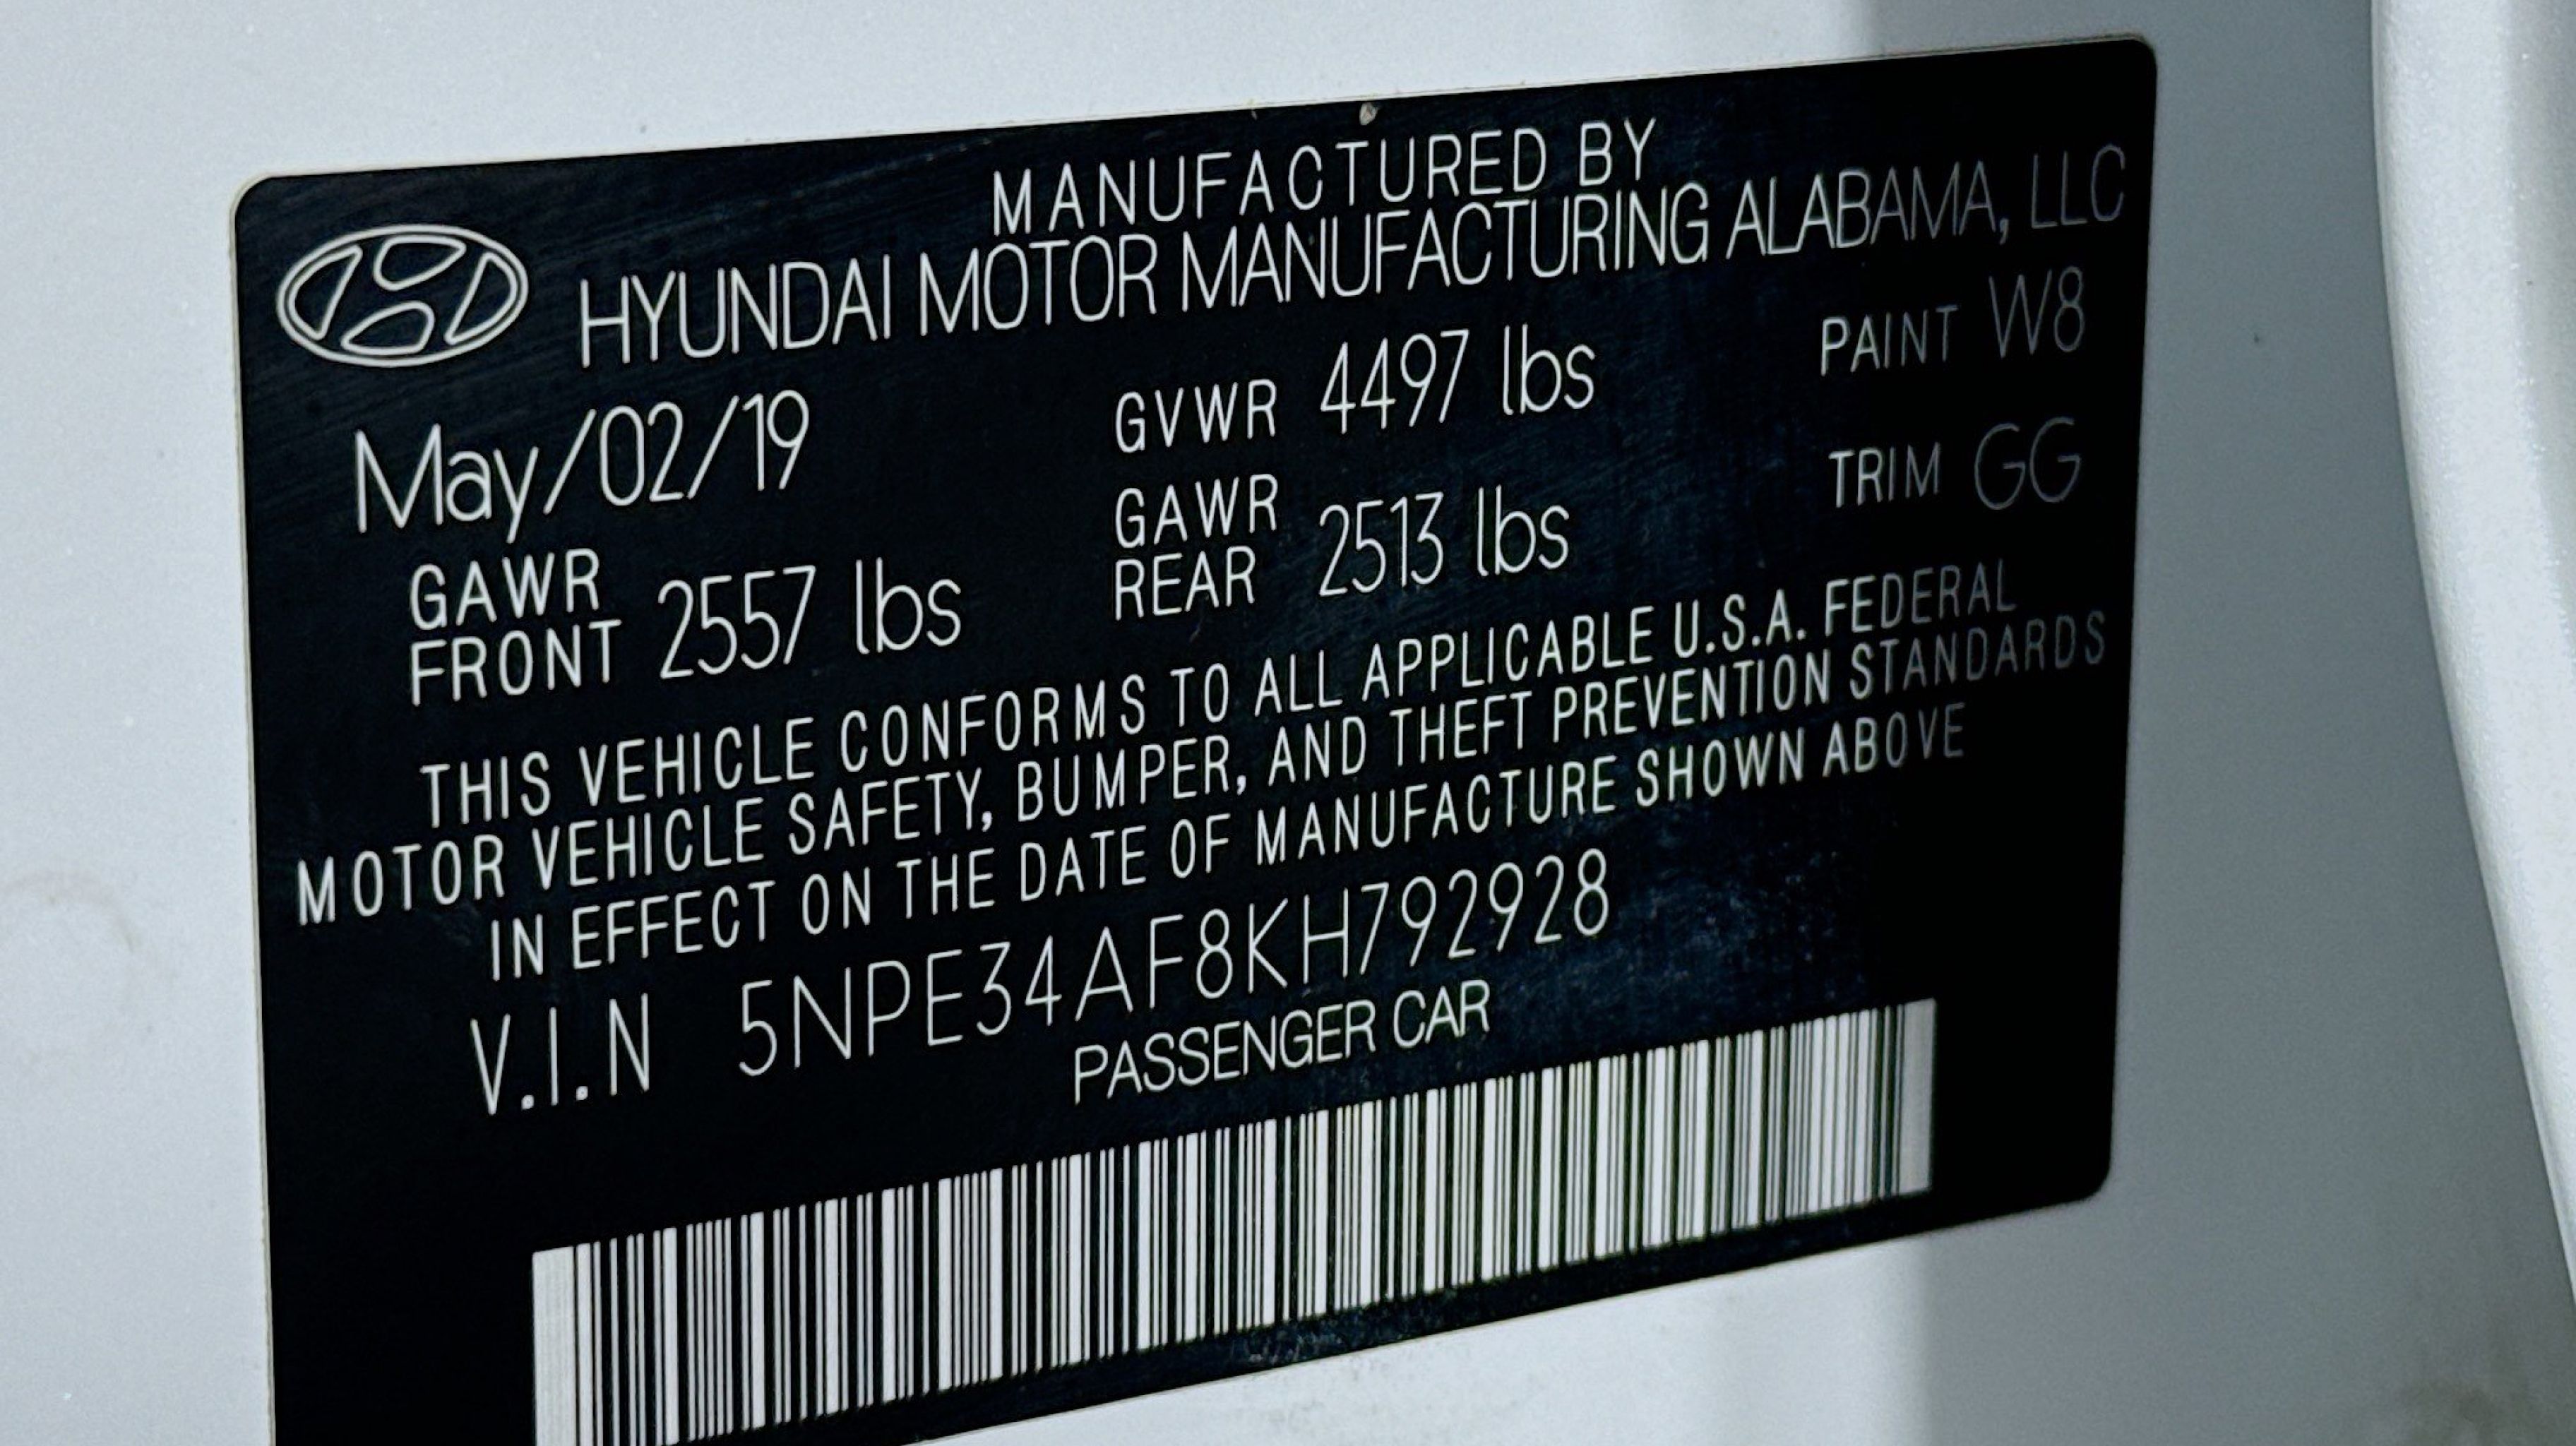 MANUFACTURED BY
HYUNDAI MOTOR MANUFACTURING ALABAMA, LLC
May/02/19 GVWR 4497 lbs PAINT W8
GAWR FRONT 2557 lbs GAWR REAR 2513 lbs TRIM GG
THIS VEHICLE CONFORMS TO ALL APPLICABLE U.S.A. FEDERAL
MOTOR VEHICLE SAFETY, BUMPER, AND THEFT PREVENTION STANDARDS
IN EFFECT ON THE DATE OF MANUFACTURE SHOWN ABOVE
V.I.N 5NPE34AF8KH792928
PASSENGER CAR